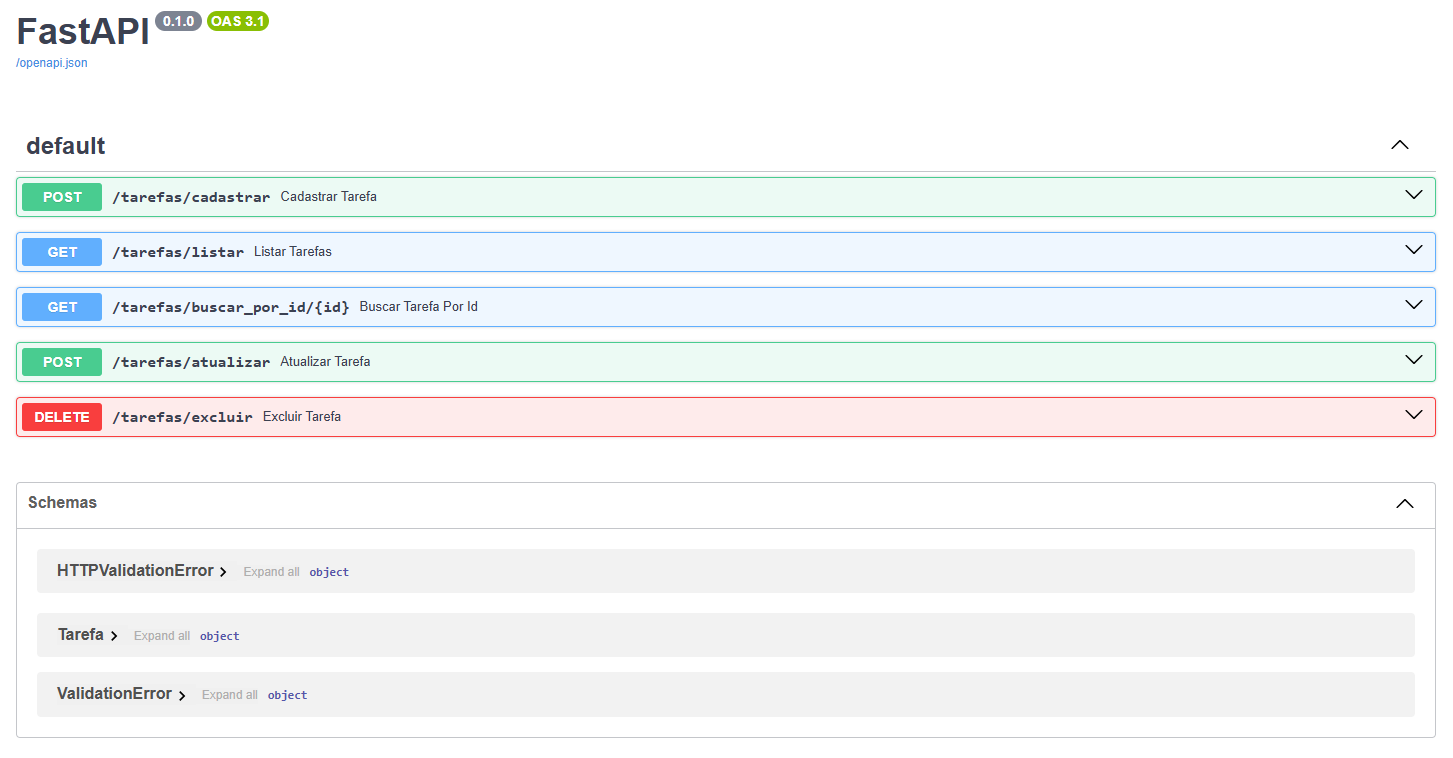 FastAPI 0.1.0 OAS 3.1
/openapi.json
default
POST /tarefas/cadastrar Cadastrar Tarefa
GET /tarefas/listar Listar Tarefas
GET /tarefas/buscar_por_id/{id} Buscar Tarefa Por Id
POST /tarefas/atualizar Atualizar Tarefa
DELETE /tarefas/excluir Excluir Tarefa
Schemas
HTTPValidationError Expand all object
Tarefa Expand all object
ValidationError Expand all object